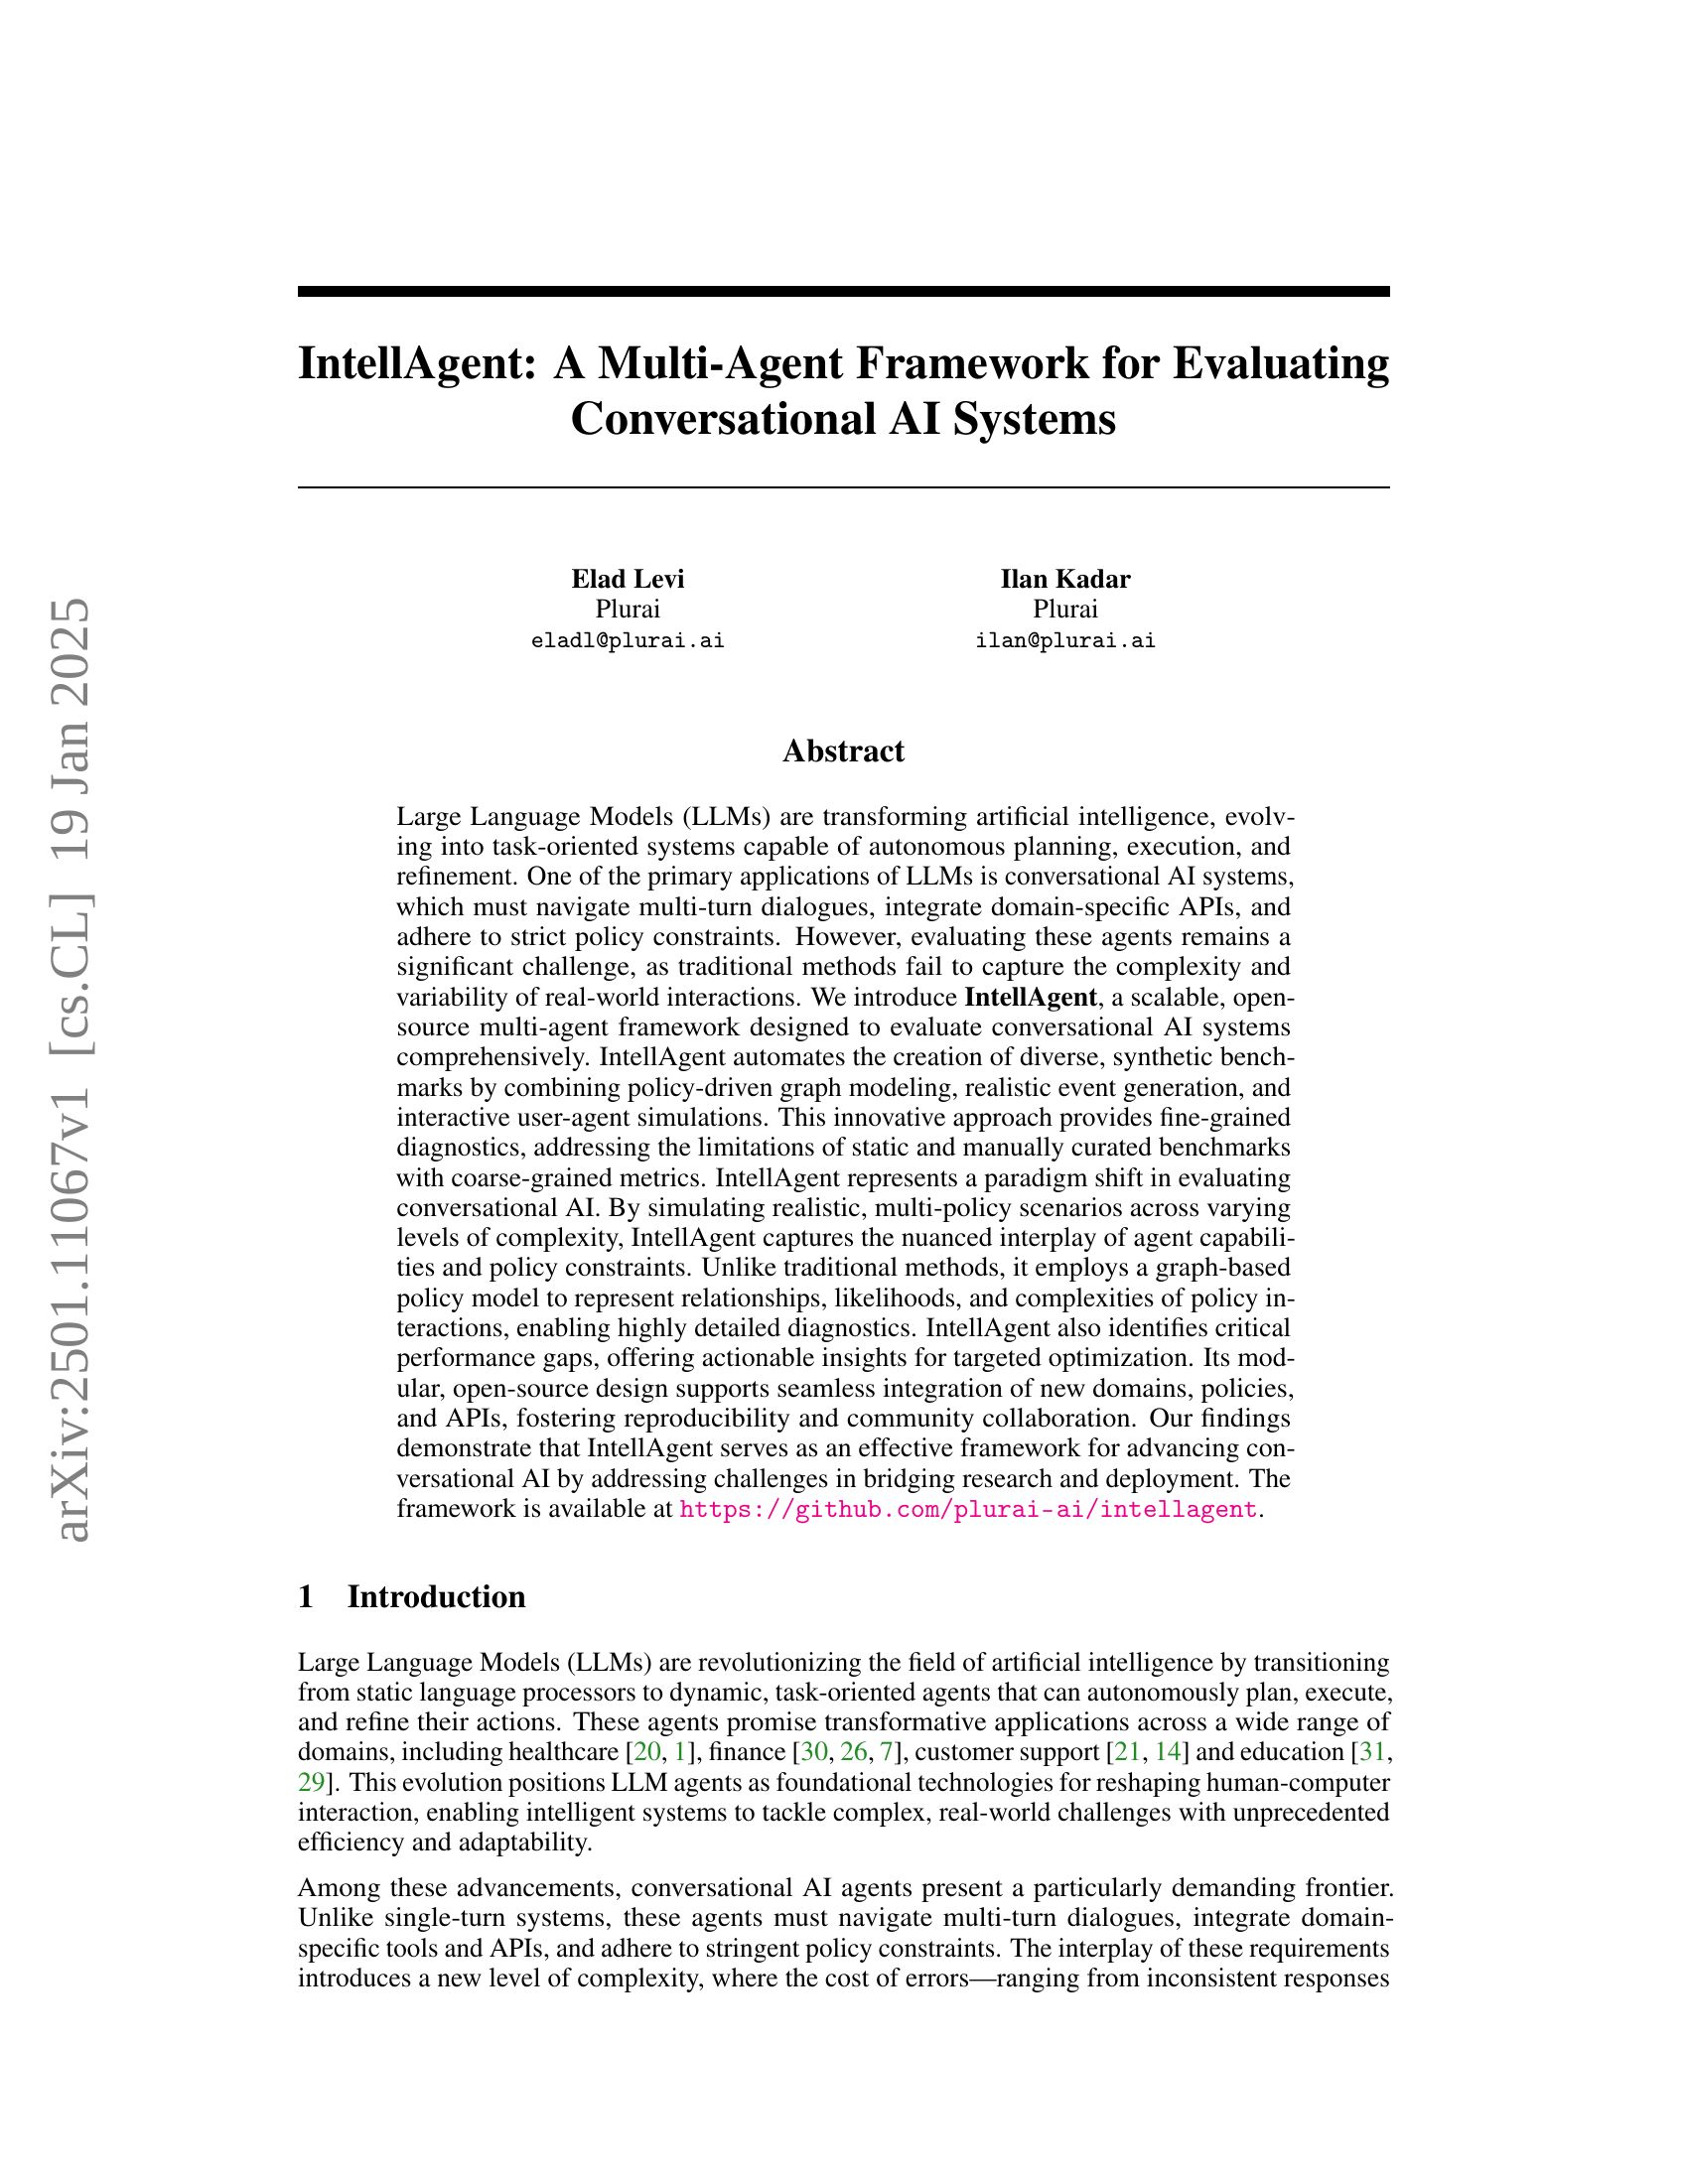 arXiv:2501.11067v1 [cs.CL] 19 Jan 2025
IntellAgent: A Multi-Agent Framework for Evaluating
Conversational AI Systems
Elad Levi
Plurai
eladl@plurai.ai
Ilan Kadar
Plurai
ilan@plurai.ai
Abstract
Large Language Models (LLMs) are transforming artificial intelligence, evolv-
ing into task-oriented systems capable of autonomous planning, execution, and
refinement. One of the primary applications of LLMs is conversational AI systems,
which must navigate multi-turn dialogues, integrate domain-specific APIs, and
adhere to strict policy constraints. However, evaluating these agents remains a
significant challenge, as traditional methods fail to capture the complexity and
variability of real-world interactions. We introduce IntellAgent, a scalable, open-
source multi-agent framework designed to evaluate conversational AI systems
comprehensively. IntellAgent automates the creation of diverse, synthetic bench-
marks by combining policy-driven graph modeling, realistic event generation, and
interactive user-agent simulations. This innovative approach provides fine-grained
diagnostics, addressing the limitations of static and manually curated benchmarks
with coarse-grained metrics. IntellAgent represents a paradigm shift in evaluating
conversational AI. By simulating realistic, multi-policy scenarios across varying
levels of complexity, IntellAgent captures the nuanced interplay of agent capabili-
ties and policy constraints. Unlike traditional methods, it employs a graph-based
policy model to represent relationships, likelihoods, and complexities of policy in-
teractions, enabling highly detailed diagnostics. IntellAgent also identifies critical
performance gaps, offering actionable insights for targeted optimization. Its mod-
ular, open-source design supports seamless integration of new domains, policies,
and APIs, fostering reproducibility and community collaboration. Our findings
demonstrate that IntellAgent serves as an effective framework for advancing con-
versational AI by addressing challenges in bridging research and deployment. The
framework is available at https://github.com/plurai-ai/intellagent.
1 Introduction
Large Language Models (LLMs) are revolutionizing the field of artificial intelligence by transitioning
from static language processors to dynamic, task-oriented agents that can autonomously plan, execute,
and refine their actions. These agents promise transformative applications across a wide range of
domains, including healthcare [20, 1], finance [30, 26, 7], customer support [21, 14] and education [31,
29]. This evolution positions LLM agents as foundational technologies for reshaping human-computer
interaction, enabling intelligent systems to tackle complex, real-world challenges with unprecedented
efficiency and adaptability.
Among these advancements, conversational AI agents present a particularly demanding frontier.
Unlike single-turn systems, these agents must navigate multi-turn dialogues, integrate domain-
specific tools and APIs, and adhere to stringent policy constraints. The interplay of these requirements
introduces a new level of complexity, where the cost of errors—ranging from inconsistent responses